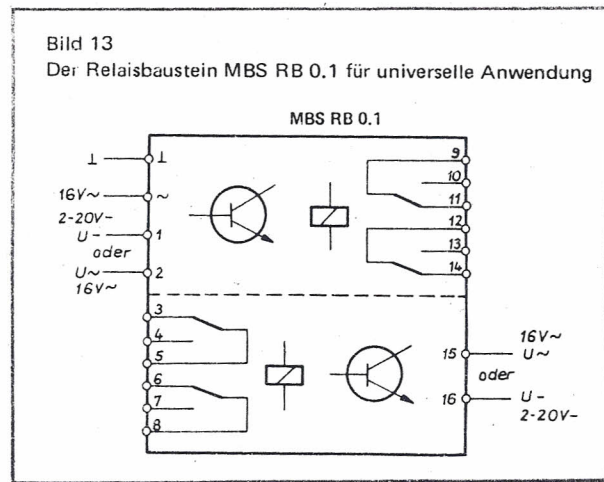 Bild 13
Der Relaisbaustein MBS RB 0.1 für universelle Anwendung
MBS RB 0.1
⊥ ⊥
16V~ ~
2-20V-
U- 1
oder
U~ 2
16V~
9
10
11
12
13
14
3
4
5
6
7
8
16V~
15 U~
oder
16 U-
2-20V-